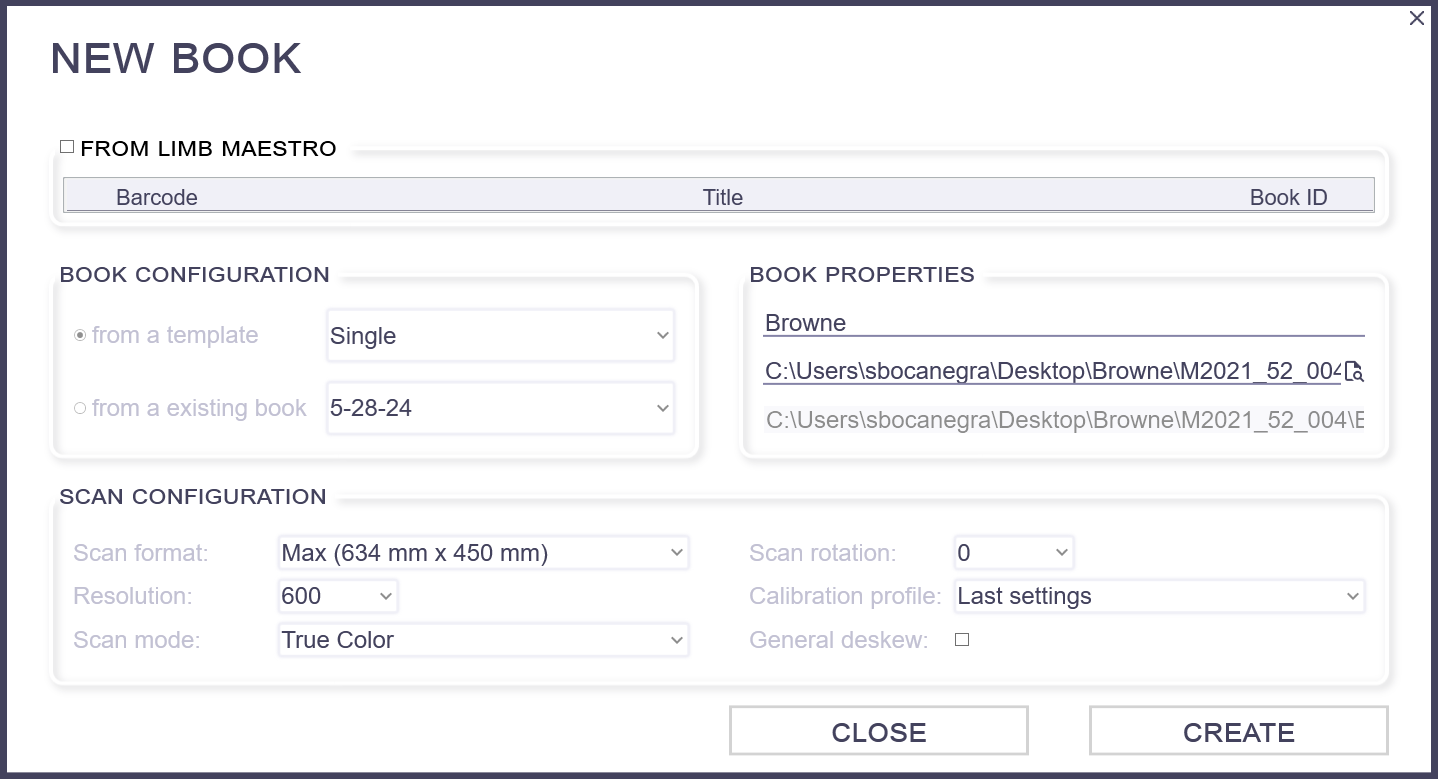 NEW BOOK
FROM LIMB MAESTRO
Barcode Title Book ID
BOOK CONFIGURATION
from a template Single
from a existing book 5-28-24
BOOK PROPERTIES
Browne
C:\Users\sbocanegra\Desktop\Browne\M2021_52_004
C:\Users\sbocanegra\Desktop\Browne\M2021_52_004\
SCAN CONFIGURATION
Scan format: Max (634 mm x 450 mm) Scan rotation: 0
Resolution: 600 Calibration profile: Last settings
Scan mode: True Color General deskew:
CLOSE CREATE